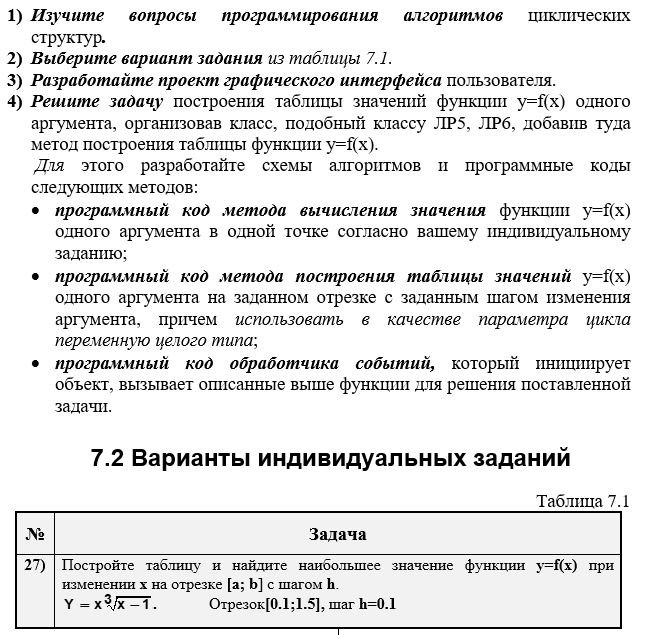 1) Изучите вопросы программирования алгоритмов циклических
структур.
2) Выберите вариант задания из таблицы 7.1.
3) Разработайте проект графического интерфейса пользователя.
4) Решите задачу построения таблицы значений функции y=f(x) одного
аргумента, организовав класс, подобный классу ЛР5, ЛР6, добавив туда
метод построения таблицы функции y=f(x).
Для этого разработайте схемы алгоритмов и программные коды
следующих методов:
• программный код метода вычисления значения функции y=f(x)
одного аргумента в одной точке согласно вашему индивидуальному
заданию;
• программный код метода построения таблицы значений y=f(x)
одного аргумента на заданном отрезке с заданным шагом изменения
аргумента, причем использовать в качестве параметра цикла
переменную целого типа;
• программный код обработчика событий, который инициирует
объект, вызывает описанные выше функции для решения поставленной
задачи.
7.2 Варианты индивидуальных заданий
Таблица 7.1
№ Задача
27) Постройте таблицу и найдите наибольшее значение функции y=f(x) при
изменении x на отрезке [a; b] с шагом h.
Y = x∛(x − 1). Отрезок[0.1;1.5], шаг h=0.1